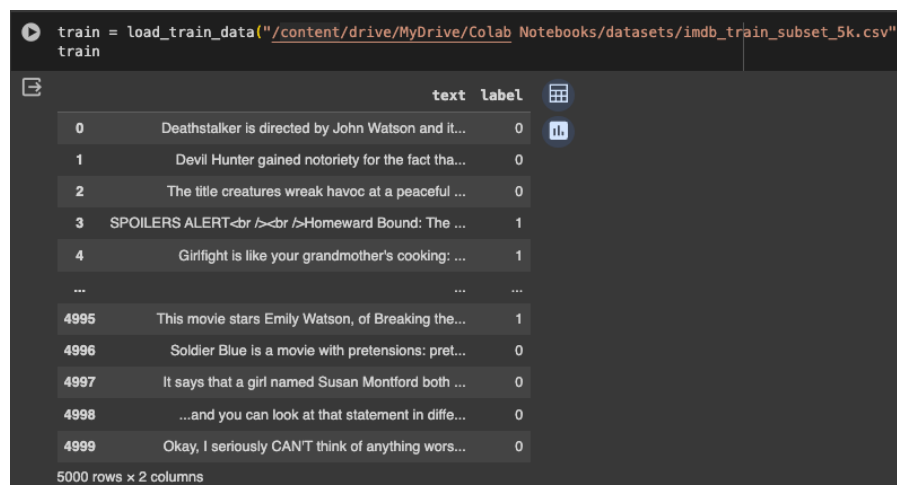 train = load_train_data("/content/drive/MyDrive/Colab Notebooks/datasets/imdb_train_subset_5k.csv"
train
text label
0 Deathstalker is directed by John Watson and it... 0
1 Devil Hunter gained notoriety for the fact tha... 0
2 The title creatures wreak havoc at a peaceful ... 0
3 SPOILERS ALERT<br /><br />Homeward Bound: The ... 1
4 Girlfight is like your grandmother's cooking: ... 1
... ... ...
4995 This movie stars Emily Watson, of Breaking the... 1
4996 Soldier Blue is a movie with pretensions: pret... 0
4997 It says that a girl named Susan Montford both ... 0
4998 ...and you can look at that statement in diffe... 0
4999 Okay, I seriously CAN'T think of anything wors... 0
5000 rows × 2 columns